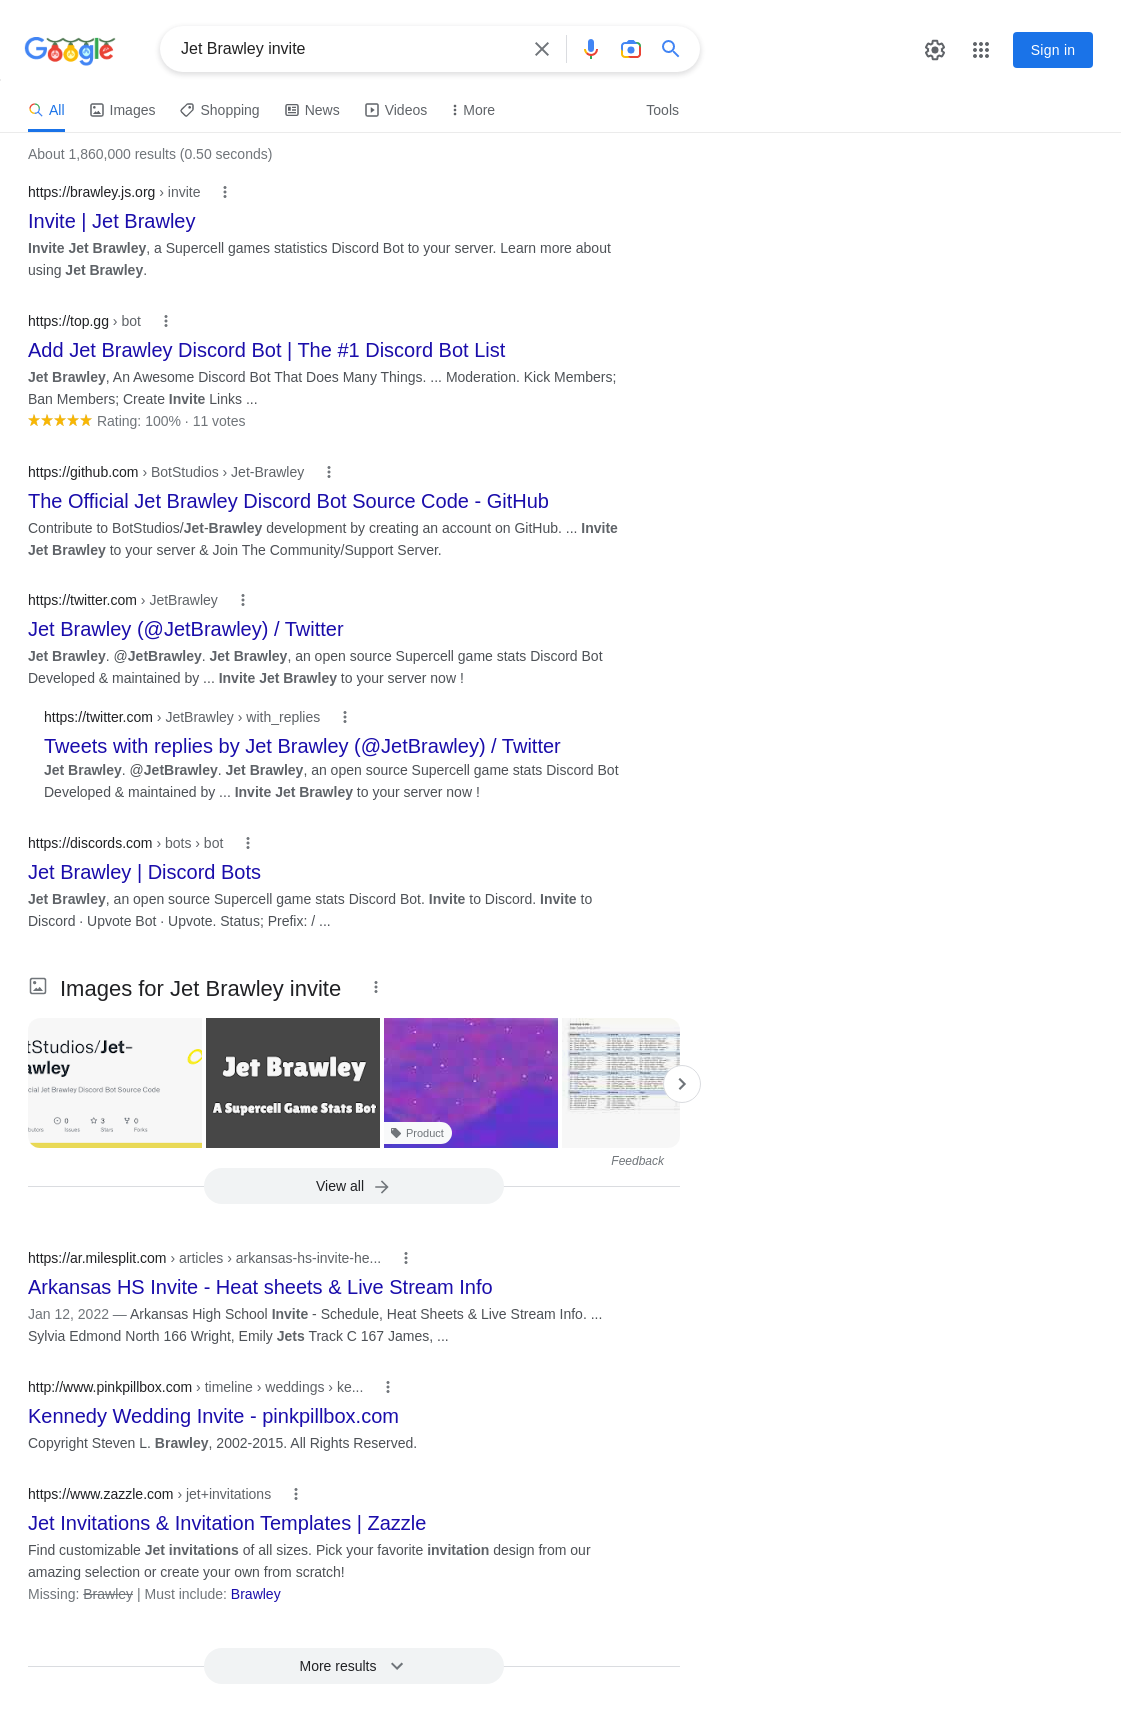 Google
Jet Brawley invite
Sign in
All
Images
Shopping
News
Videos
More
Tools
About 1,860,000 results (0.50 seconds)
https://brawley.js.org › invite
Invite | Jet Brawley
Invite Jet Brawley, a Supercell games statistics Discord Bot to your server. Learn more about
using Jet Brawley.
https://top.gg › bot
Add Jet Brawley Discord Bot | The #1 Discord Bot List
Jet Brawley, An Awesome Discord Bot That Does Many Things. ... Moderation. Kick Members;
Ban Members; Create Invite Links ...
Rating: 100% · 11 votes
https://github.com › BotStudios › Jet-Brawley
The Official Jet Brawley Discord Bot Source Code - GitHub
Contribute to BotStudios/Jet-Brawley development by creating an account on GitHub. ... Invite
Jet Brawley to your server & Join The Community/Support Server.
https://twitter.com › JetBrawley
Jet Brawley (@JetBrawley) / Twitter
Jet Brawley. @JetBrawley. Jet Brawley, an open source Supercell game stats Discord Bot
Developed & maintained by ... Invite Jet Brawley to your server now !
https://twitter.com › JetBrawley › with_replies
Tweets with replies by Jet Brawley (@JetBrawley) / Twitter
Jet Brawley. @JetBrawley. Jet Brawley, an open source Supercell game stats Discord Bot
Developed & maintained by ... Invite Jet Brawley to your server now !
https://discords.com › bots › bot
Jet Brawley | Discord Bots
Jet Brawley, an open source Supercell game stats Discord Bot. Invite to Discord. Invite to
Discord · Upvote Bot · Upvote. Status; Prefix: / ...
Images for Jet Brawley invite
tStudios/Jet-
awley
cial Jet Brawley Discord Bot Source Code
0
3
0
Issues
Stars
Forks
Jet Brawley
A Supercell Game Stats Bot
Product
Feedback
View all
https://ar.milesplit.com › articles › arkansas-hs-invite-he...
Arkansas HS Invite - Heat sheets & Live Stream Info
Jan 12, 2022 — Arkansas High School Invite - Schedule, Heat Sheets & Live Stream Info. ...
Sylvia Edmond North 166 Wright, Emily Jets Track C 167 James, ...
http://www.pinkpillbox.com › timeline › weddings › ke...
Kennedy Wedding Invite - pinkpillbox.com
Copyright Steven L. Brawley, 2002-2015. All Rights Reserved.
https://www.zazzle.com › jet+invitations
Jet Invitations & Invitation Templates | Zazzle
Find customizable Jet invitations of all sizes. Pick your favorite invitation design from our
amazing selection or create your own from scratch!
Missing: Brawley | Must include: Brawley
More results